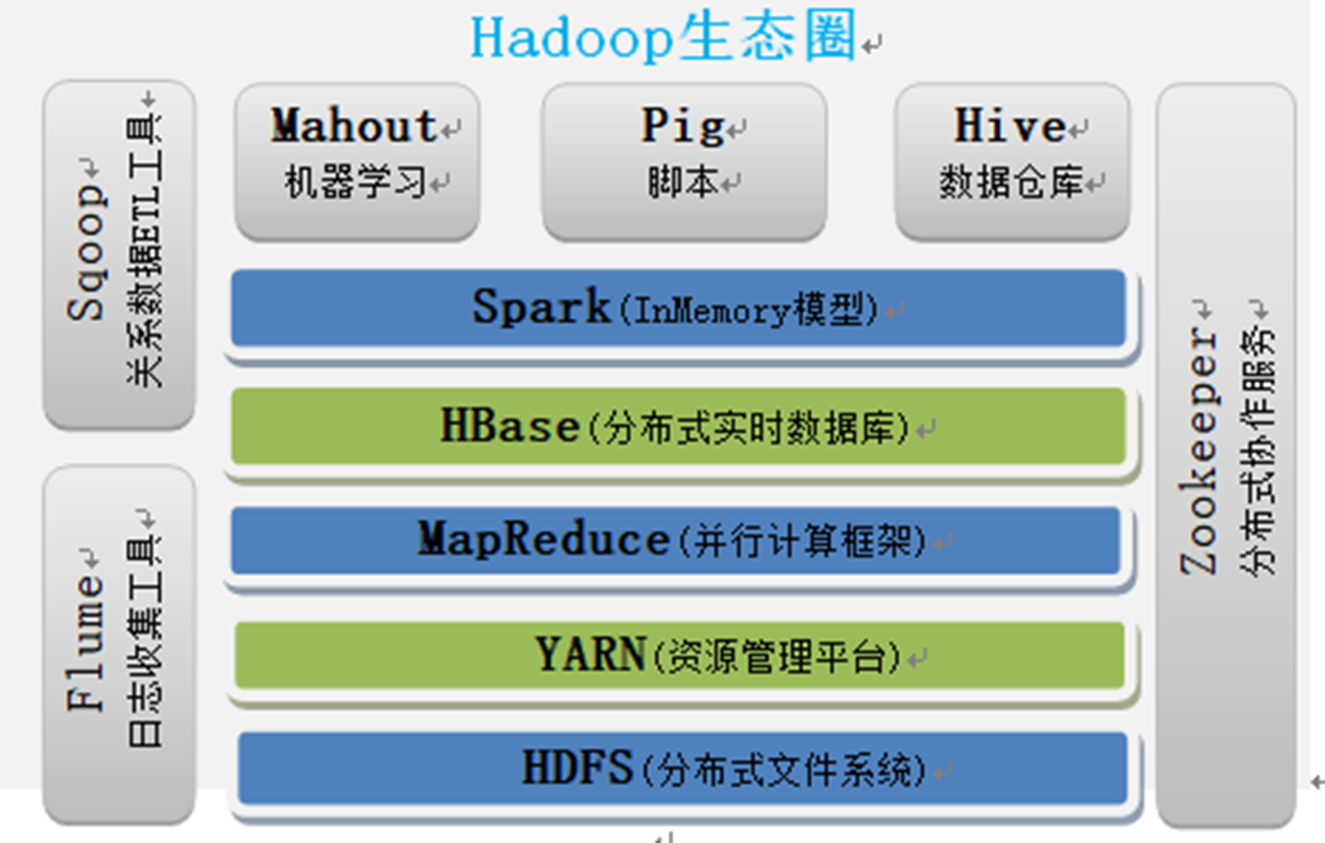 Hadoop生态圈
Sqoop
关系数据ETL工具
Mahout
机器学习
Pig
脚本
Hive
数据仓库
Spark(InMemory模型)
HBase(分布式实时数据库)
MapReduce(并行计算框架)
YARN(资源管理平台)
HDFS(分布式文件系统)
Flume
日志收集工具
Zookeeper
分布式协作服务